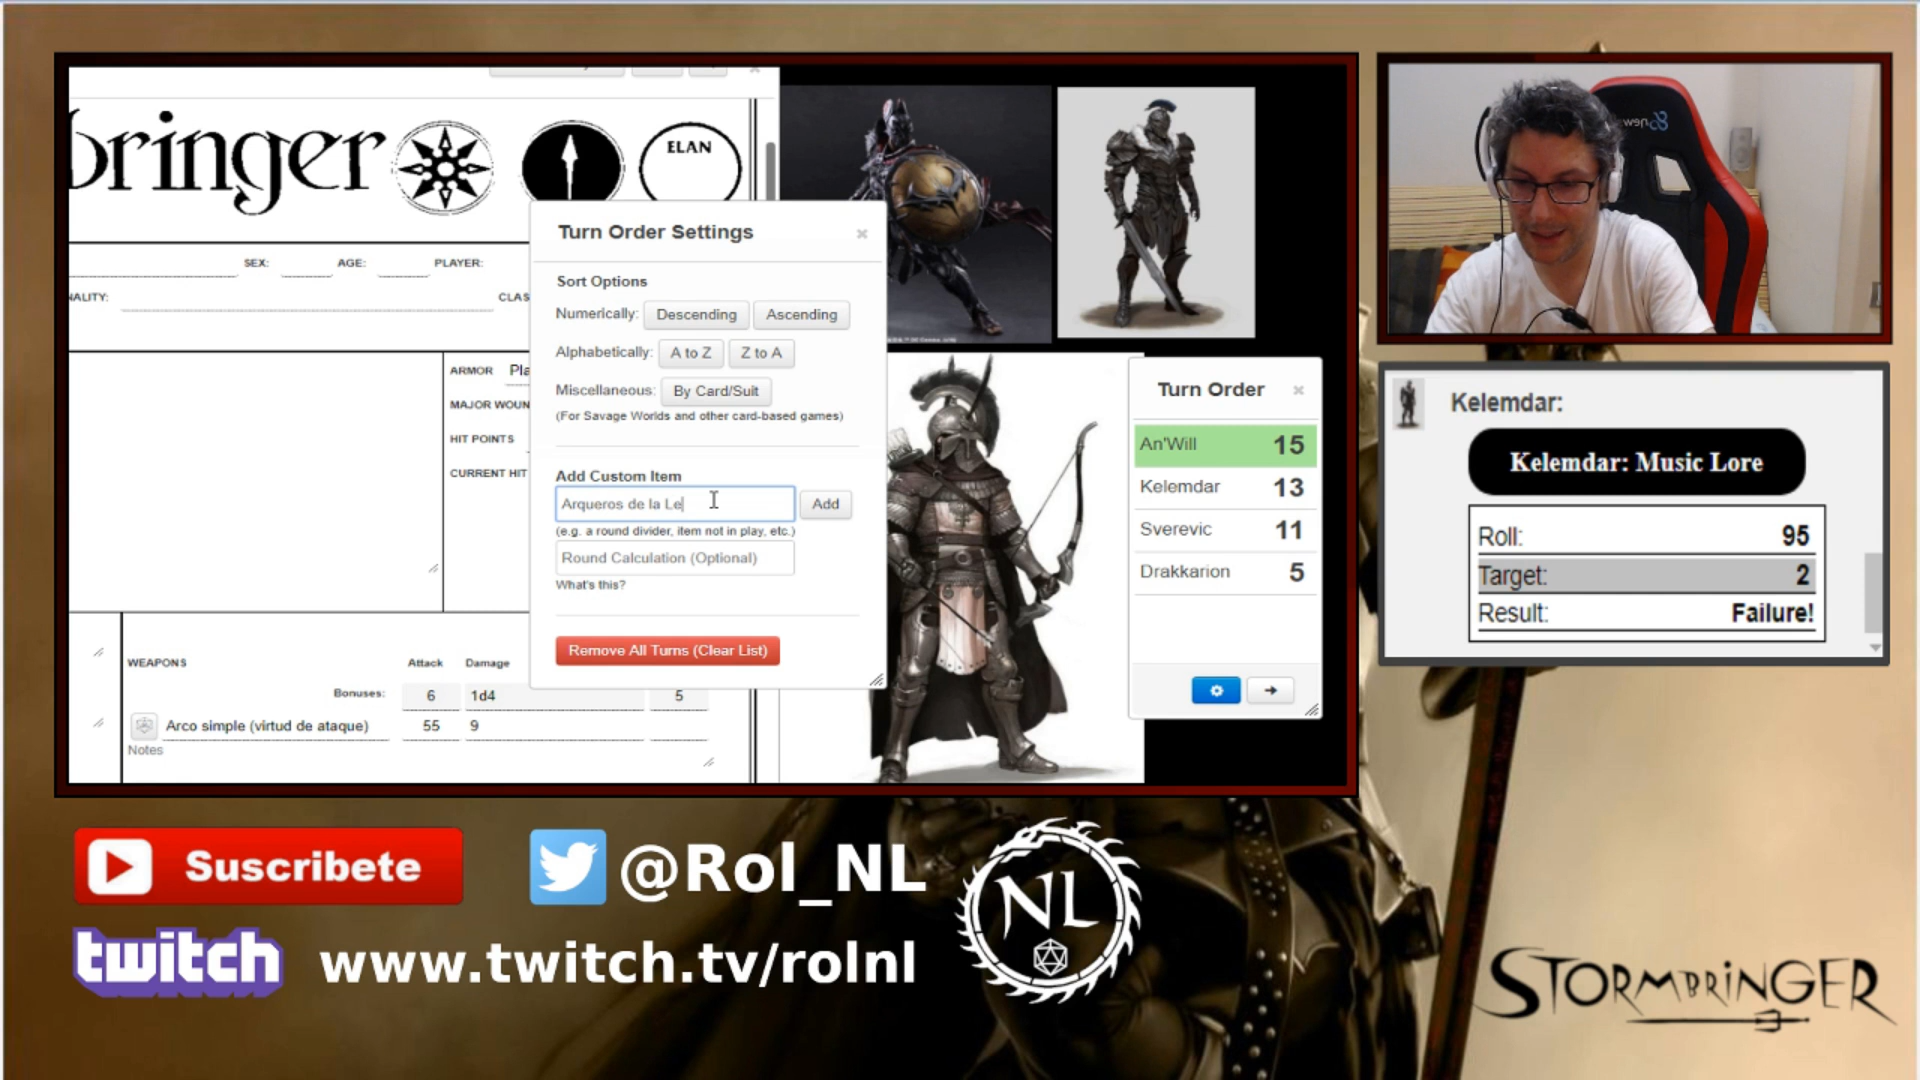 bringer
ELAN
SEX:
AGE:
PLAYER:
NALITY:
CLAS
ARMOR Pla
MAJOR WOUN
HIT POINTS
CURRENT HIT
WEAPONS
Attack
Damage
Bonuses:
6
1d4
5
Arco simple (virtud de ataque)
55
9
Notes
Turn Order Settings
×
Sort Options
Numerically:
Descending
Ascending
Alphabetically:
A to Z
Z to A
Miscellaneous:
By Card/Suit
(For Savage Worlds and other card-based games)
Add Custom Item
Arqueros de la Le
Add
(e.g. a round divider, item not in play, etc.)
Round Calculation (Optional)
What's this?
Remove All Turns (Clear List)
Turn Order
×
An'Will 15
Kelemdar 13
Sverevic 11
Drakkarion 5
Kelemdar:
Kelemdar: Music Lore
Roll: 95
Target: 2
Result: Failure!
Suscribete
@Rol_NL
NL
twitch
www.twitch.tv/rolnl
STORMBRINGER